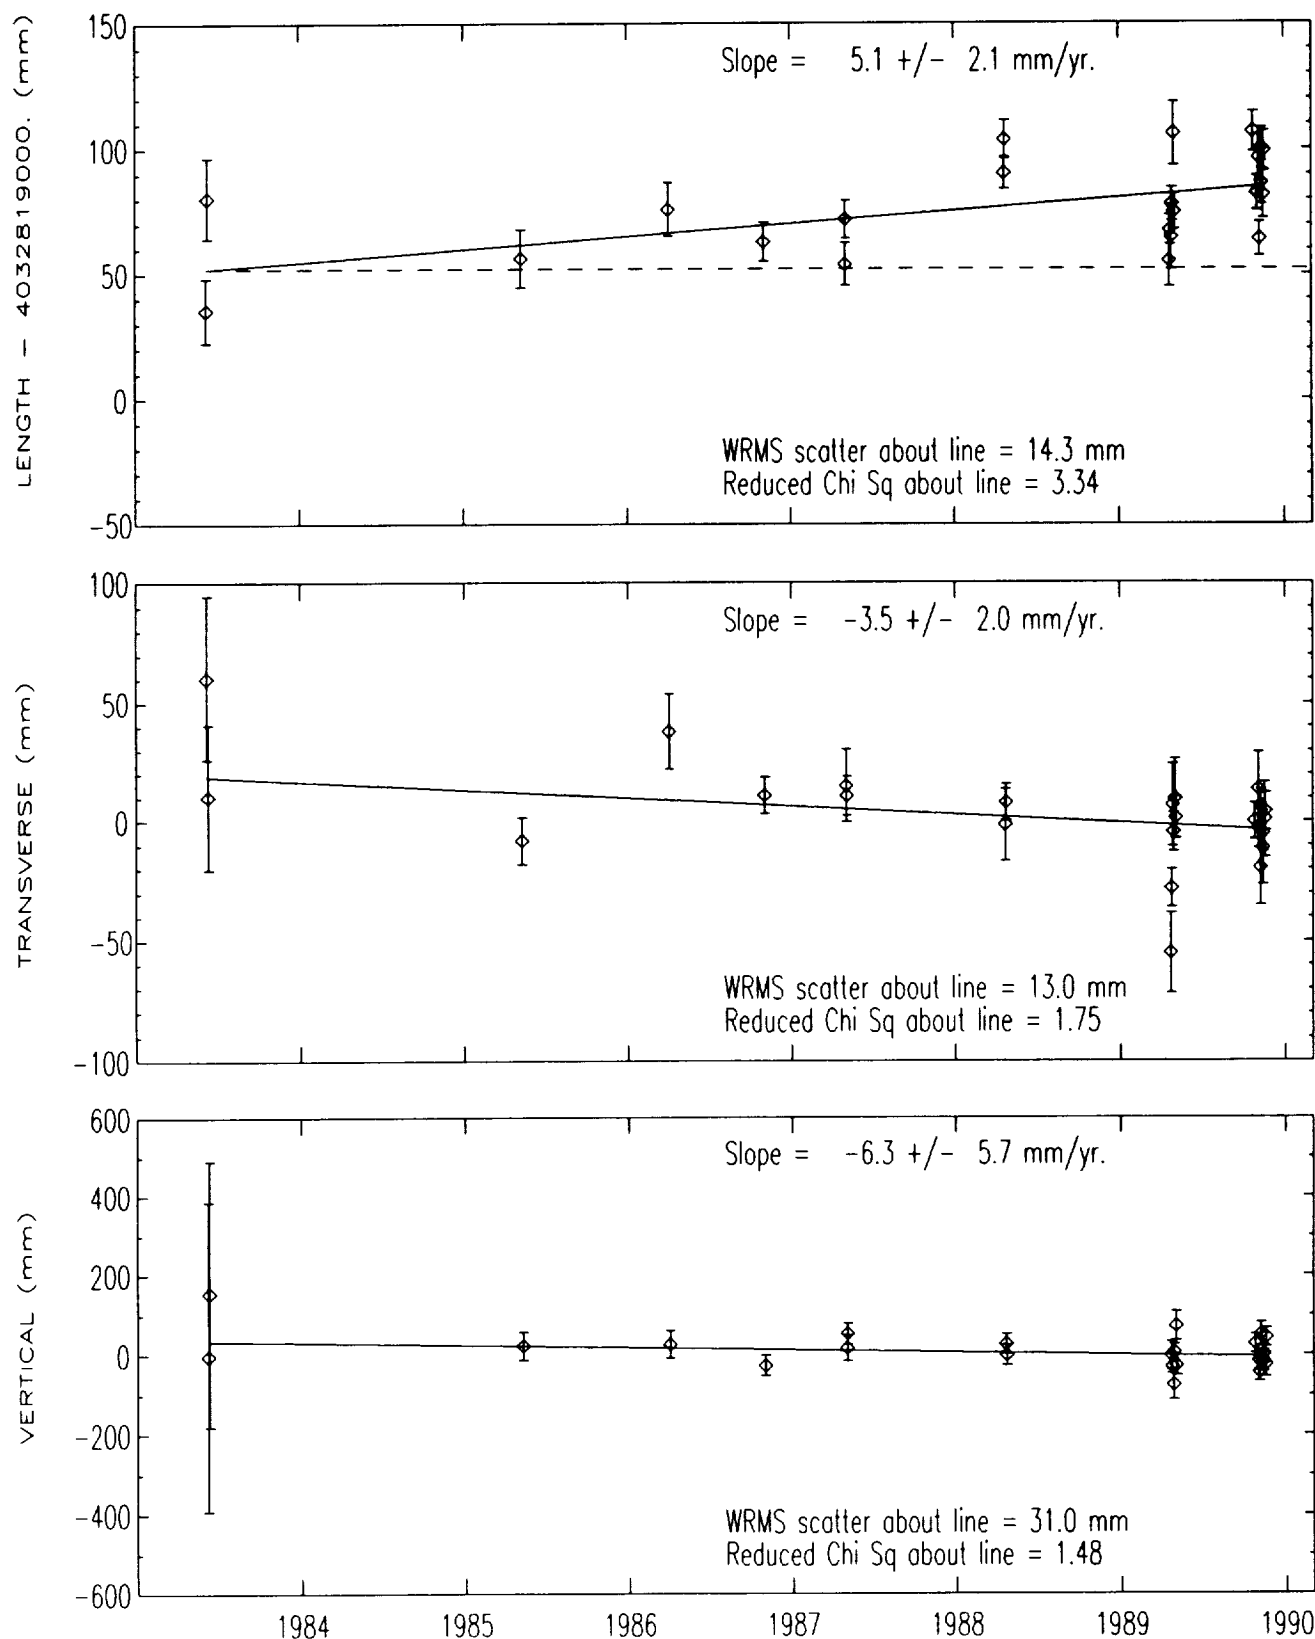 LENGTH – 4032819000. (mm)
150
100
50
0
−50
Slope = 5.1 +/− 2.1 mm/yr.
WRMS scatter about line = 14.3 mm
Reduced Chi Sq about line = 3.34
TRANSVERSE (mm)
100
50
0
−50
−100
Slope = −3.5 +/− 2.0 mm/yr.
WRMS scatter about line = 13.0 mm
Reduced Chi Sq about line = 1.75
VERTICAL (mm)
600
400
200
0
−200
−400
−600
Slope = −6.3 +/− 5.7 mm/yr.
WRMS scatter about line = 31.0 mm
Reduced Chi Sq about line = 1.48
1984 1985 1986 1987 1988 1989 1990